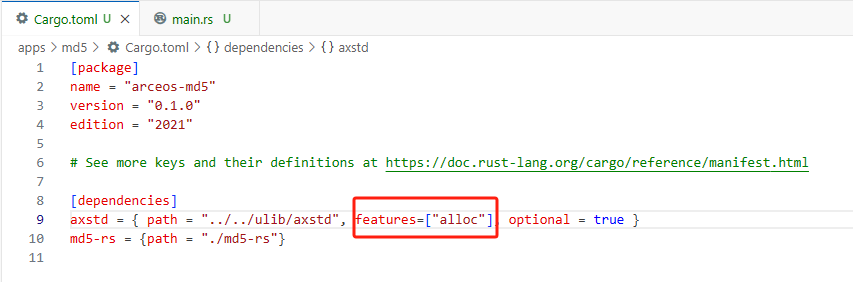 Cargo.toml U × main.rs U
apps > md5 > Cargo.toml > {} dependencies > {} axstd
1 [package]
2 name = "arceos-md5"
3 version = "0.1.0"
4 edition = "2021"
5
6 # See more keys and their definitions at https://doc.rust-lang.org/cargo/reference/manifest.html
7
8 [dependencies]
9 axstd = { path = "../../ulib/axstd", features=["alloc"], optional = true }
10 md5-rs = {path = "./md5-rs"}
11